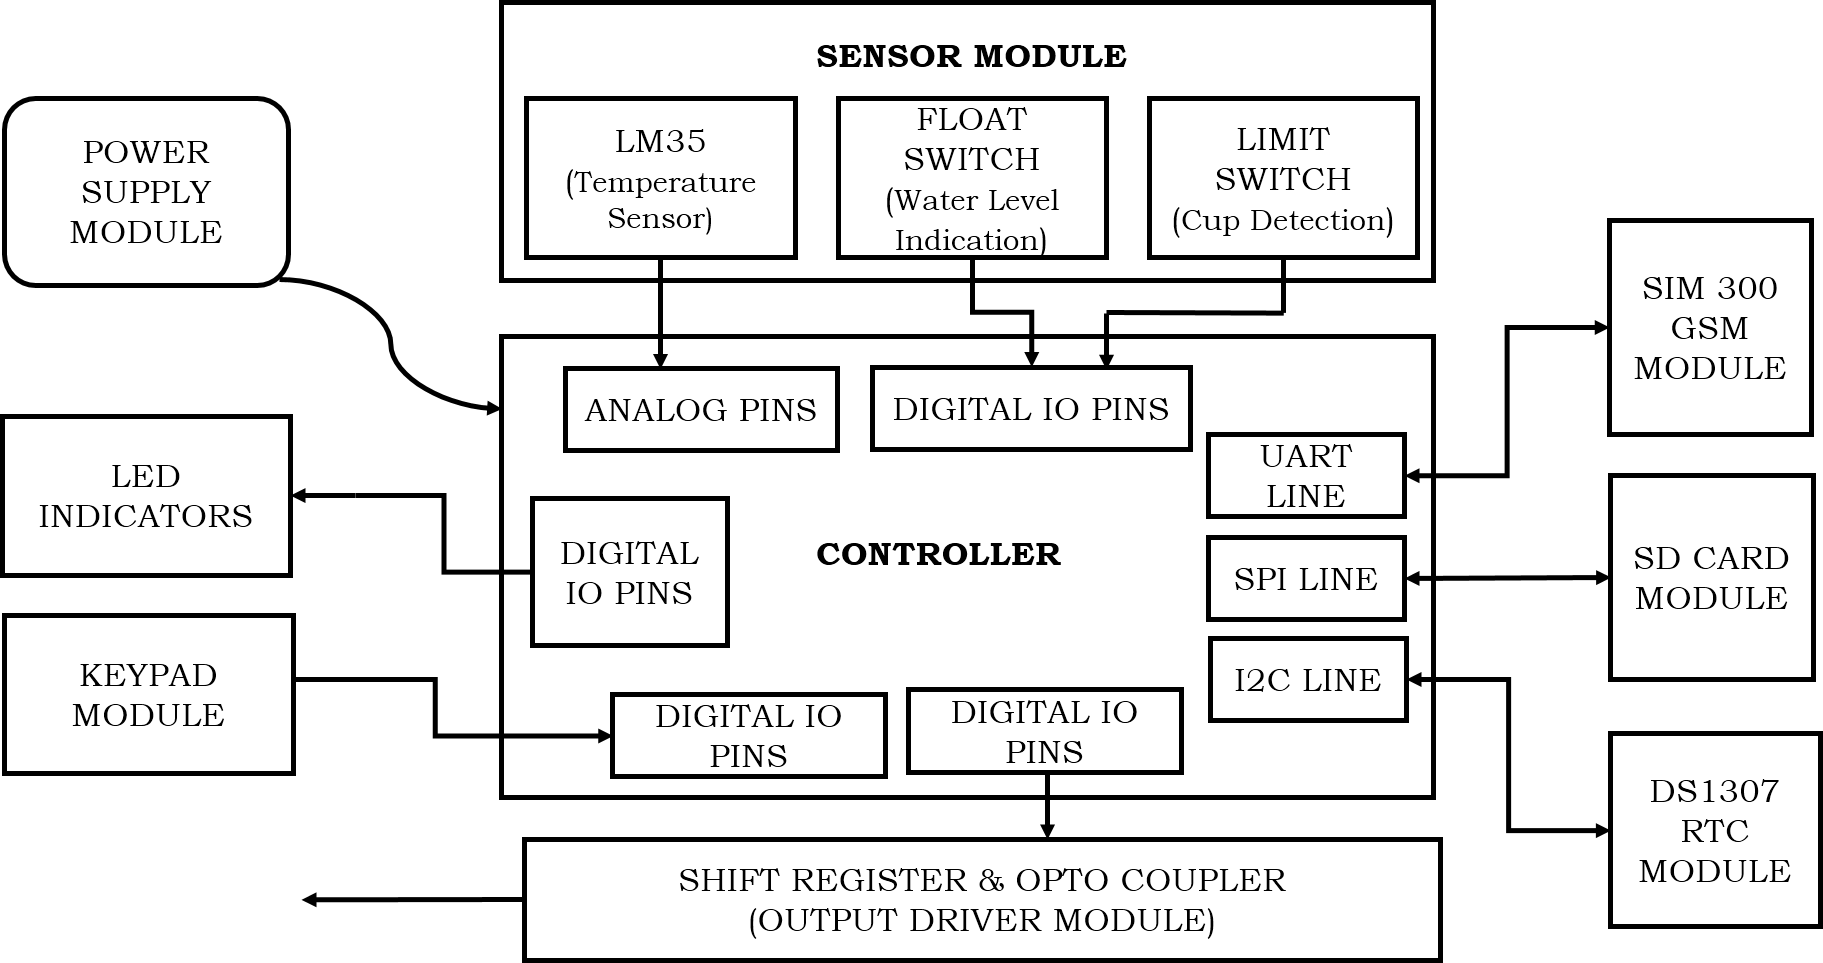 SENSOR MODULE
POWER
SUPPLY
MODULE
LM35
(Temperature
Sensor)
FLOAT
SWITCH
(Water Level
Indication)
LIMIT
SWITCH
(Cup Detection)
SIM 300
GSM
MODULE
ANALOG PINS
DIGITAL IO PINS
UART
LINE
LED
INDICATORS
DIGITAL
IO PINS
CONTROLLER
SPI LINE
SD CARD
MODULE
KEYPAD
MODULE
I2C LINE
DIGITAL IO
PINS
DIGITAL IO
PINS
DS1307
RTC
MODULE
SHIFT REGISTER & OPTO COUPLER
(OUTPUT DRIVER MODULE)